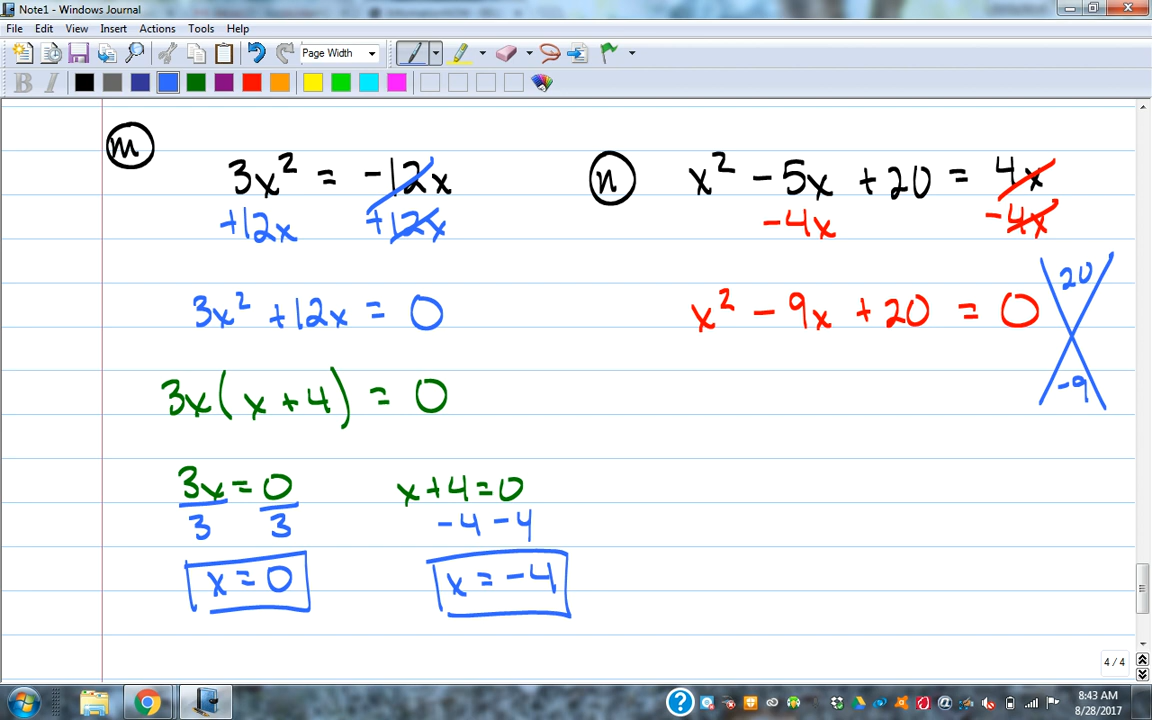 Note1 - Windows Journal
File Edit View Insert Actions Tools Help
Page Width
B I
m
3x² = -12x
+12x +12x
3x² + 12x = 0
3x(x + 4) = 0
3x = 0 x + 4 = 0
3 3 -4 -4
x = 0 x = -4
n
x² - 5x + 20 = 4x
-4x -4x
x² - 9x + 20 = 0
20
-9
4 / 4
8:43 AM
8/28/2017